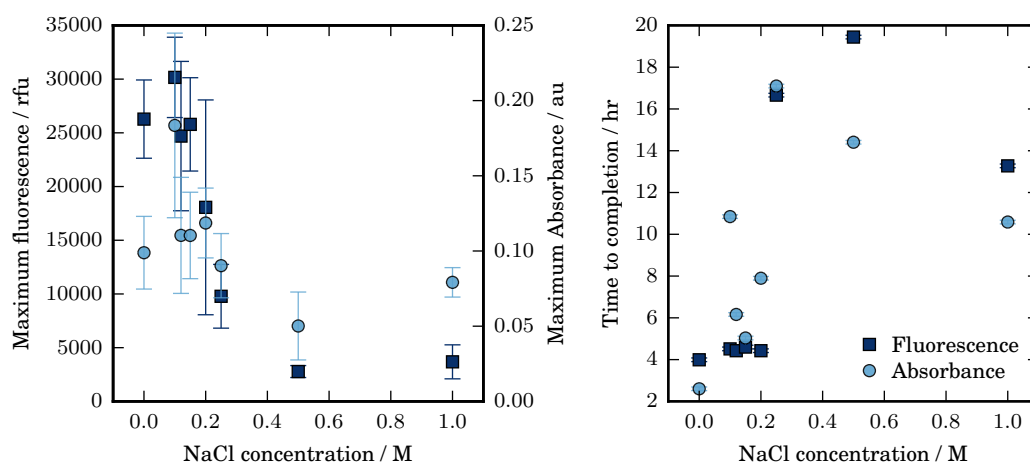 35000
30000
25000
20000
15000
10000
5000
0
Maximum fluorescence / rfu
0.0 0.2 0.4 0.6 0.8 1.0
NaCl concentration / M
0.25
0.20
0.15
0.10
0.05
0.00
Maximum Absorbance / au
20
18
16
14
12
10
8
6
4
2
Time to completion / hr
Fluorescence
Absorbance
0.0 0.2 0.4 0.6 0.8 1.0
NaCl concentration / M